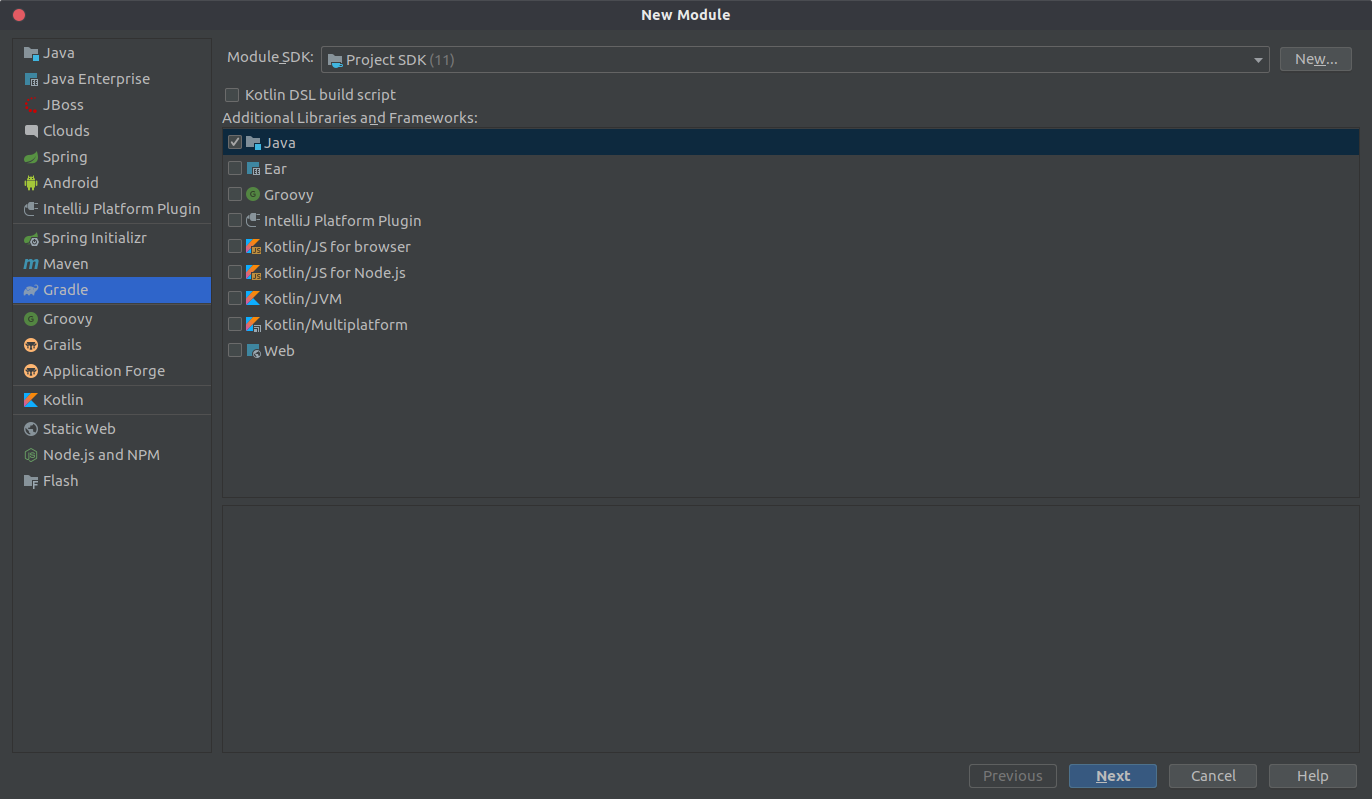 New Module
Java
Java Enterprise
JBoss
Clouds
Spring
Android
IntelliJ Platform Plugin
Spring Initializr
Maven
Gradle
Groovy
Grails
Application Forge
Kotlin
Static Web
Node.js and NPM
Flash
Module SDK: Project SDK (11) New...
Kotlin DSL build script
Additional Libraries and Frameworks:
Java
Ear
Groovy
IntelliJ Platform Plugin
Kotlin/JS for browser
Kotlin/JS for Node.js
Kotlin/JVM
Kotlin/Multiplatform
Web
Previous Next Cancel Help